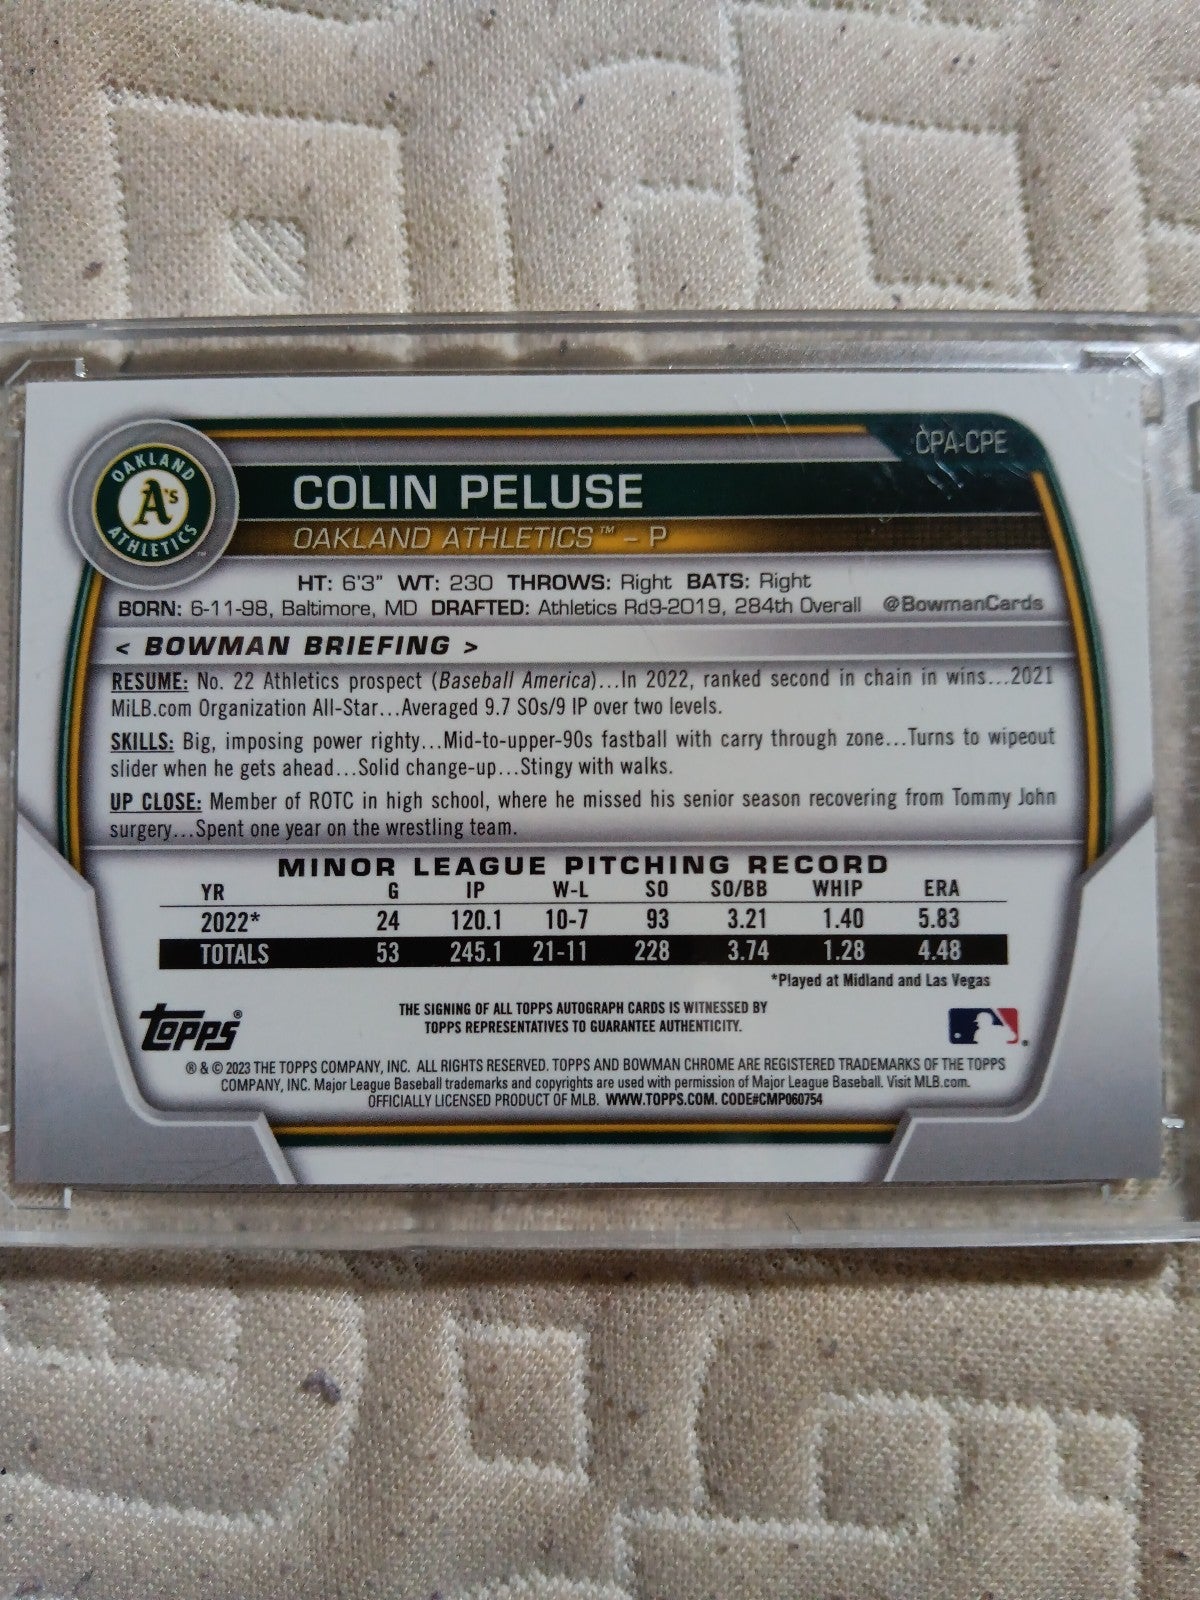 OAKLAND
A's
ATHLETICS™
CPA-CPE
COLIN PELUSE
OAKLAND ATHLETICS™ – P
HT: 6'3" WT: 230 THROWS: Right BATS: Right
BORN: 6-11-98, Baltimore, MD DRAFTED: Athletics Rd9-2019, 284th Overall @BowmanCards
< BOWMAN BRIEFING >
RESUME: No. 22 Athletics prospect (Baseball America)...In 2022, ranked second in chain in wins...2021
MiLB.com Organization All-Star...Averaged 9.7 SOs/9 IP over two levels.
SKILLS: Big, imposing power righty...Mid-to-upper-90s fastball with carry through zone...Turns to wipeout
slider when he gets ahead...Solid change-up...Stingy with walks.
UP CLOSE: Member of ROTC in high school, where he missed his senior season recovering from Tommy John
surgery...Spent one year on the wrestling team.
MINOR LEAGUE PITCHING RECORD
YR G IP W-L SO SO/BB WHIP ERA
2022* 24 120.1 10-7 93 3.21 1.40 5.83
TOTALS 53 245.1 21-11 228 3.74 1.28 4.48
*Played at Midland and Las Vegas
THE SIGNING OF ALL TOPPS AUTOGRAPH CARDS IS WITNESSED BY
TOPPS REPRESENTATIVES TO GUARANTEE AUTHENTICITY.
Topps®
® & © 2023 THE TOPPS COMPANY, INC. ALL RIGHTS RESERVED. TOPPS AND BOWMAN CHROME ARE REGISTERED TRADEMARKS OF THE TOPPS
COMPANY, INC. Major League Baseball trademarks and copyrights are used with permission of Major League Baseball. Visit MLB.com.
OFFICIALLY LICENSED PRODUCT OF MLB. WWW.TOPPS.COM. CODE#CMP060754